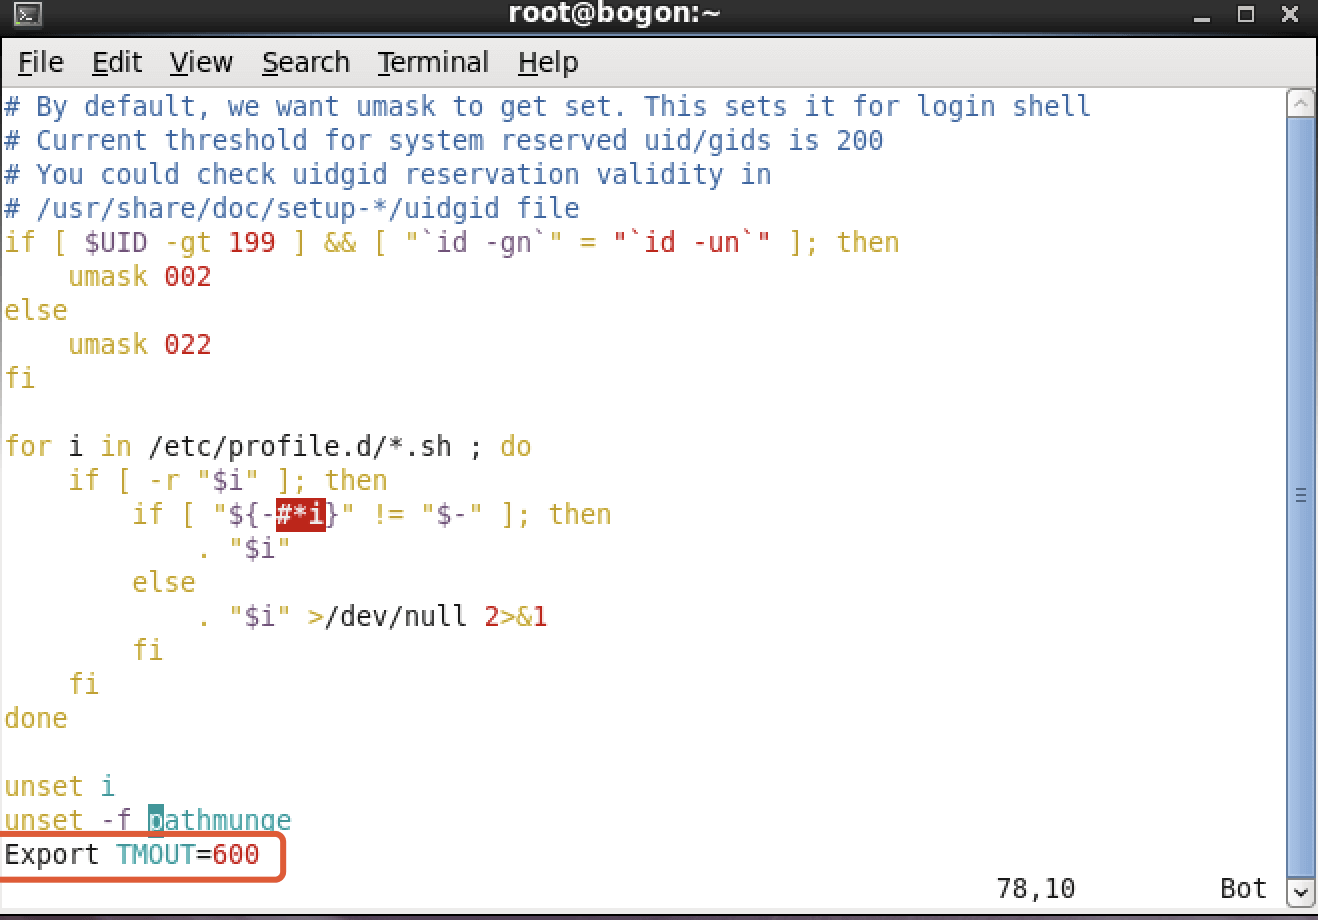 root@bogon:~
File Edit View Search Terminal Help
# By default, we want umask to get set. This sets it for login shell
# Current threshold for system reserved uid/gids is 200
# You could check uidgid reservation validity in
# /usr/share/doc/setup-*/uidgid file
if [ $UID -gt 199 ] && [ "`id -gn`" = "`id -un`" ]; then
    umask 002
else
    umask 022
fi

for i in /etc/profile.d/*.sh ; do
    if [ -r "$i" ]; then
        if [ "${-#*i}" != "$-" ]; then
            . "$i"
        else
            . "$i" >/dev/null 2>&1
        fi
    fi
done

unset i
unset -f pathmunge
Export TMOUT=600
78,10 Bot